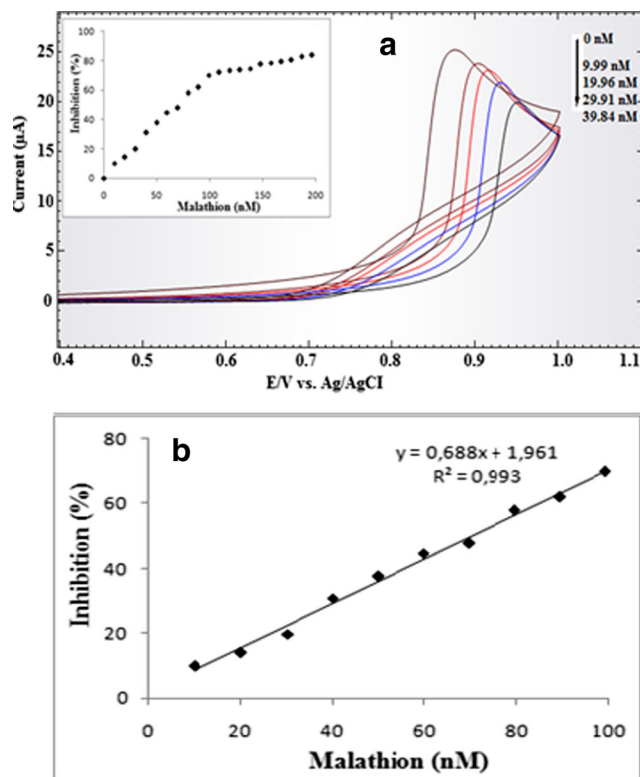 a
25
20
15
10
5
0
Current (µA)
0.4
0.5
0.6
0.7
0.8
0.9
1.0
1.1
E/V vs. Ag/AgCI
0 nM
9.99 nM
19.96 nM
29.91 nM
39.84 nM
100
80
60
40
20
0
Inhibition (%)
0
50
100
150
200
Malathion (nM)
b
y = 0,688x + 1,961
R² = 0,993
80
60
40
20
0
Inhibition (%)
0
20
40
60
80
100
Malathion (nM)